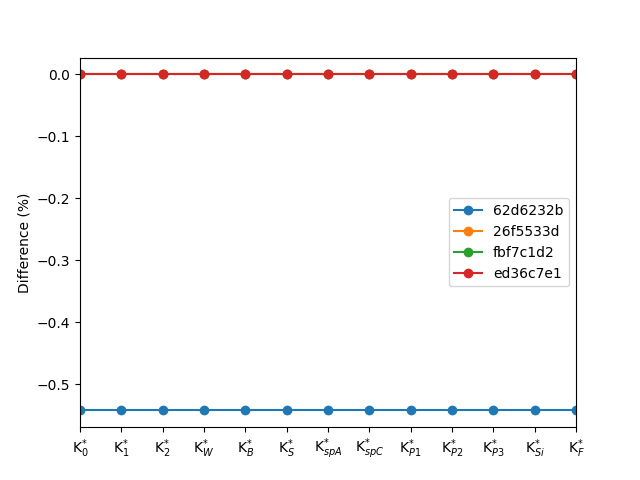 0.0
−0.1
−0.2
−0.3
−0.4
−0.5
Difference (%)
62d6232b
26f5533d
fbf7c1d2
ed36c7e1
K*0 K*1 K*2 K*W K*B K*S K*spA K*spC K*P1 K*P2 K*P3 K*Si K*F